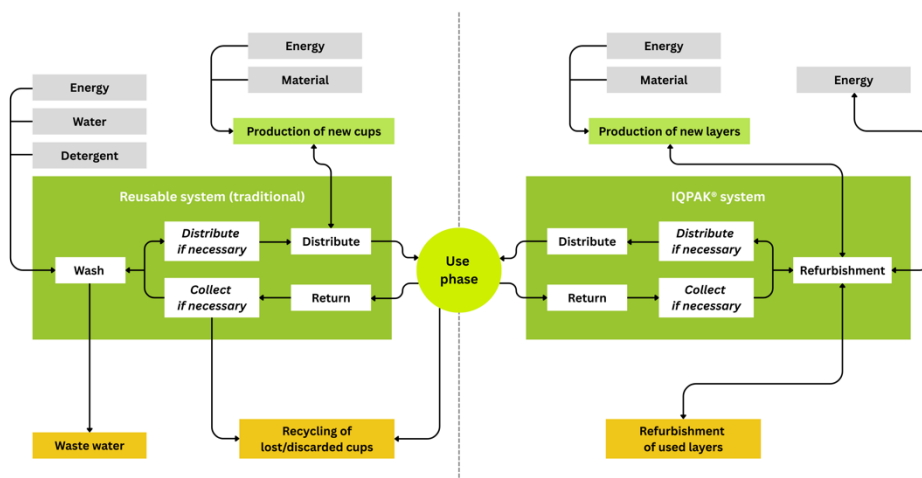 Energy
Material
Energy
Water
Detergent
Production of new cups
Reusable system (traditional)
Distribute
if necessary
Distribute
Wash
Collect
if necessary
Return
Waste water
Recycling of
lost/discarded cups
Use
phase
Energy
Material
Energy
Production of new layers
IQPAK® system
Distribute
Distribute
if necessary
Refurbishment
Return
Collect
if necessary
Refurbishment
of used layers